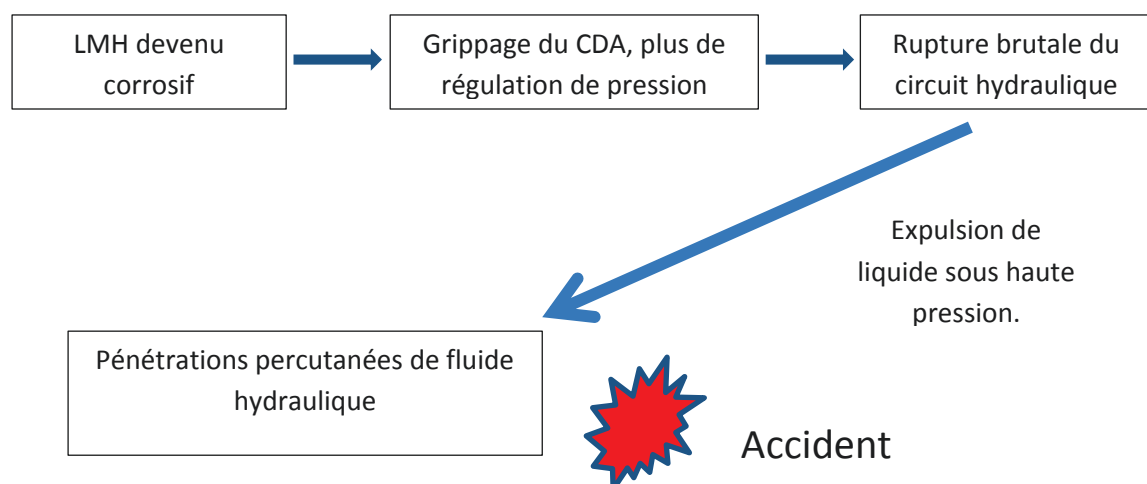 LMH devenu
corrosif
Grippage du CDA, plus de
régulation de pression
Rupture brutale du
circuit hydraulique
Expulsion de
liquide sous haute
pression.
Pénétrations percutanées de fluide
hydraulique
Accident